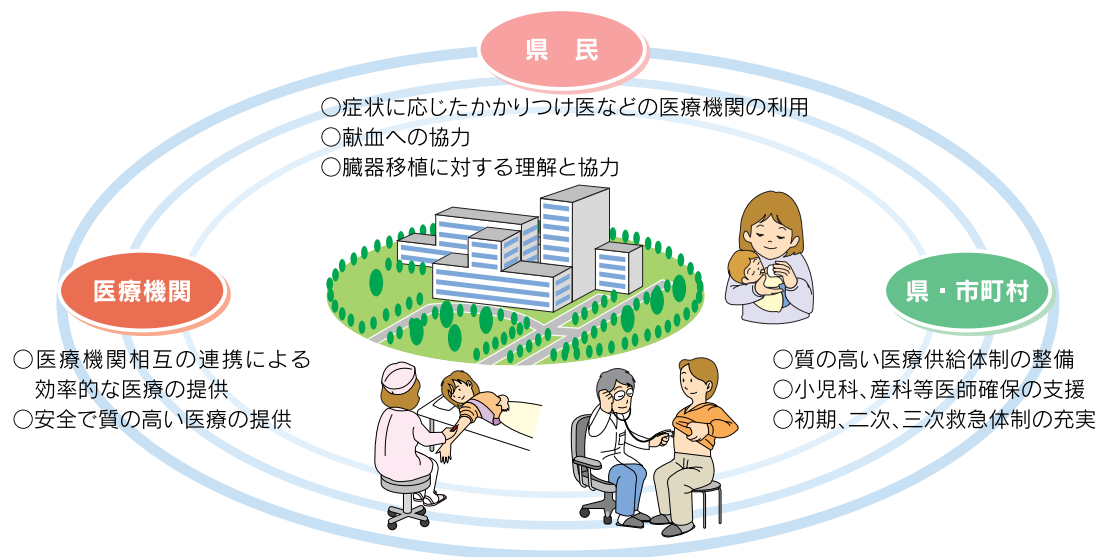 県　民
○症状に応じたかかりつけ医などの医療機関の利用
○献血への協力
○臓器移植に対する理解と協力
医療機関
○医療機関相互の連携による
効率的な医療の提供
○安全で質の高い医療の提供
県・市町村
○質の高い医療供給体制の整備
○小児科、産科等医師確保の支援
○初期、二次、三次救急体制の充実